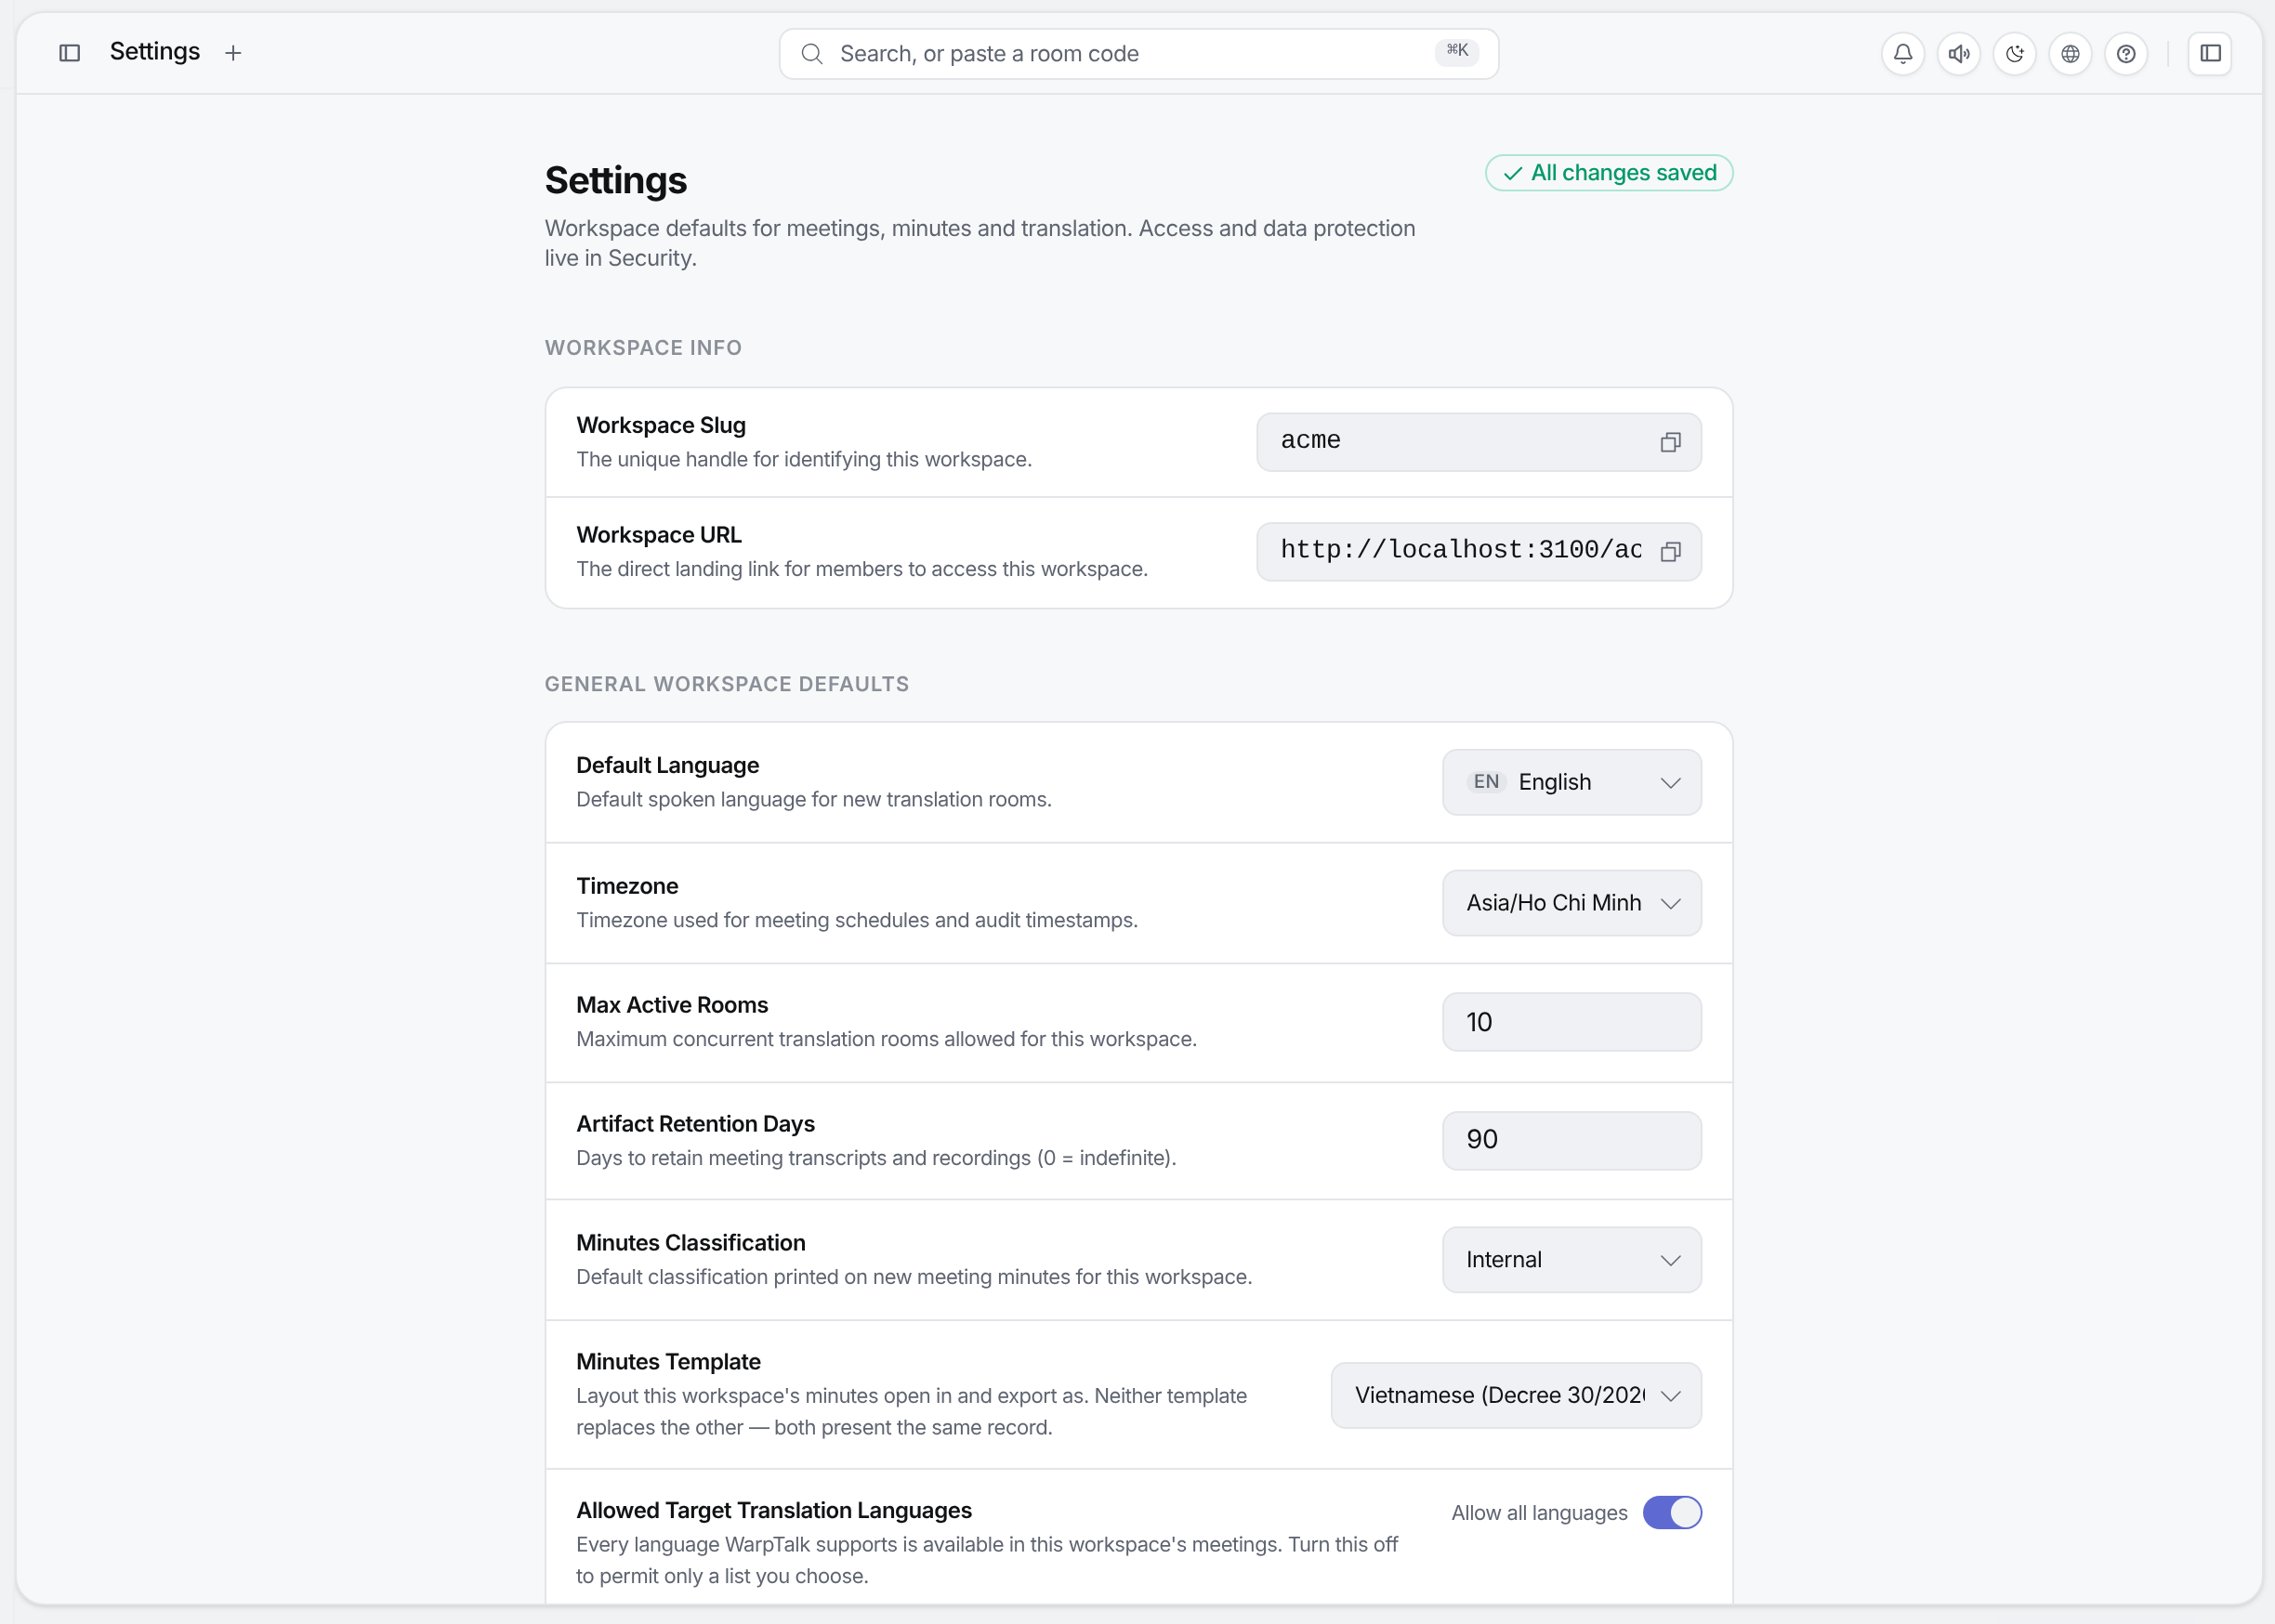 Settings
Search, or paste a room code
⌘K
Settings
All changes saved
Workspace defaults for meetings, minutes and translation. Access and data protection
live in Security.
WORKSPACE INFO
Workspace Slug
The unique handle for identifying this workspace.
acme
Workspace URL
The direct landing link for members to access this workspace.
http://localhost:3100/ac
GENERAL WORKSPACE DEFAULTS
Default Language
Default spoken language for new translation rooms.
EN English
Timezone
Timezone used for meeting schedules and audit timestamps.
Asia/Ho Chi Minh
Max Active Rooms
Maximum concurrent translation rooms allowed for this workspace.
10
Artifact Retention Days
Days to retain meeting transcripts and recordings (0 = indefinite).
90
Minutes Classification
Default classification printed on new meeting minutes for this workspace.
Internal
Minutes Template
Layout this workspace's minutes open in and export as. Neither template
replaces the other — both present the same record.
Vietnamese (Decree 30/202
Allowed Target Translation Languages
Every language WarpTalk supports is available in this workspace's meetings. Turn this off
to permit only a list you choose.
Allow all languages